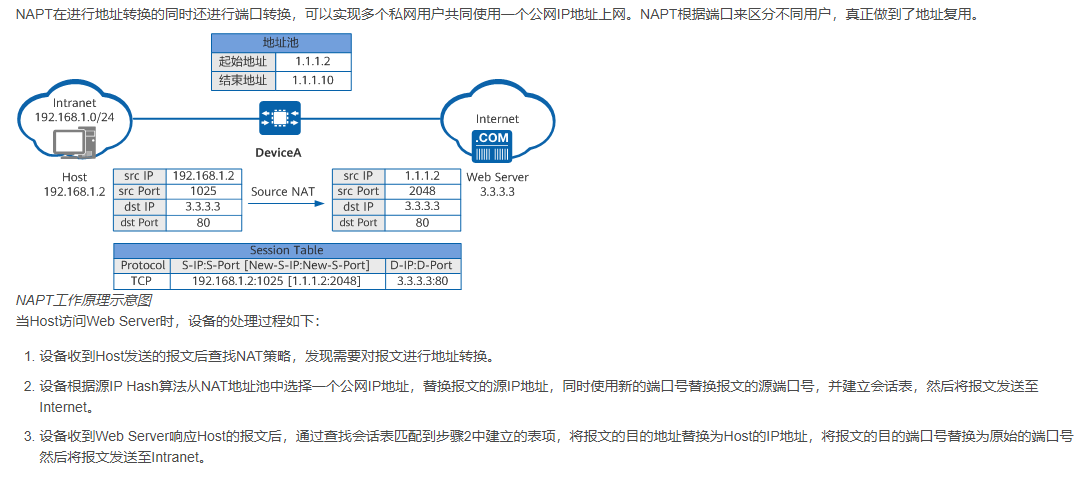 NAPT在进行地址转换的同时还进行端口转换，可以实现多个私网用户共同使用一个公网IP地址上网。NAPT根据端口来区分不同用户，真正做到了地址复用。
地址池
起始地址 1.1.1.2
结束地址 1.1.1.10
Intranet
192.168.1.0/24
Internet
.COM
DeviceA
Host
192.168.1.2
Web Server
3.3.3.3
src IP 192.168.1.2
src Port 1025
dst IP 3.3.3.3
dst Port 80
Source NAT
src IP 1.1.1.2
src Port 2048
dst IP 3.3.3.3
dst Port 80
Session Table
Protocol S-IP:S-Port [New-S-IP:New-S-Port] D-IP:D-Port
TCP 192.168.1.2:1025 [1.1.1.2:2048] 3.3.3.3:80
NAPT工作原理示意图
当Host访问Web Server时，设备的处理过程如下：
1. 设备收到Host发送的报文后查找NAT策略，发现需要对报文进行地址转换。
2. 设备根据源IP Hash算法从NAT地址池中选择一个公网IP地址，替换报文的源IP地址，同时使用新的端口号替换报文的源端口号，并建立会话表，然后将报文发送至
Internet。
3. 设备收到Web Server响应Host的报文后，通过查找会话表匹配到步骤2中建立的表项，将报文的目的地址替换为Host的IP地址，将报文的目的端口号替换为原始的端口号
然后将报文发送至Intranet。